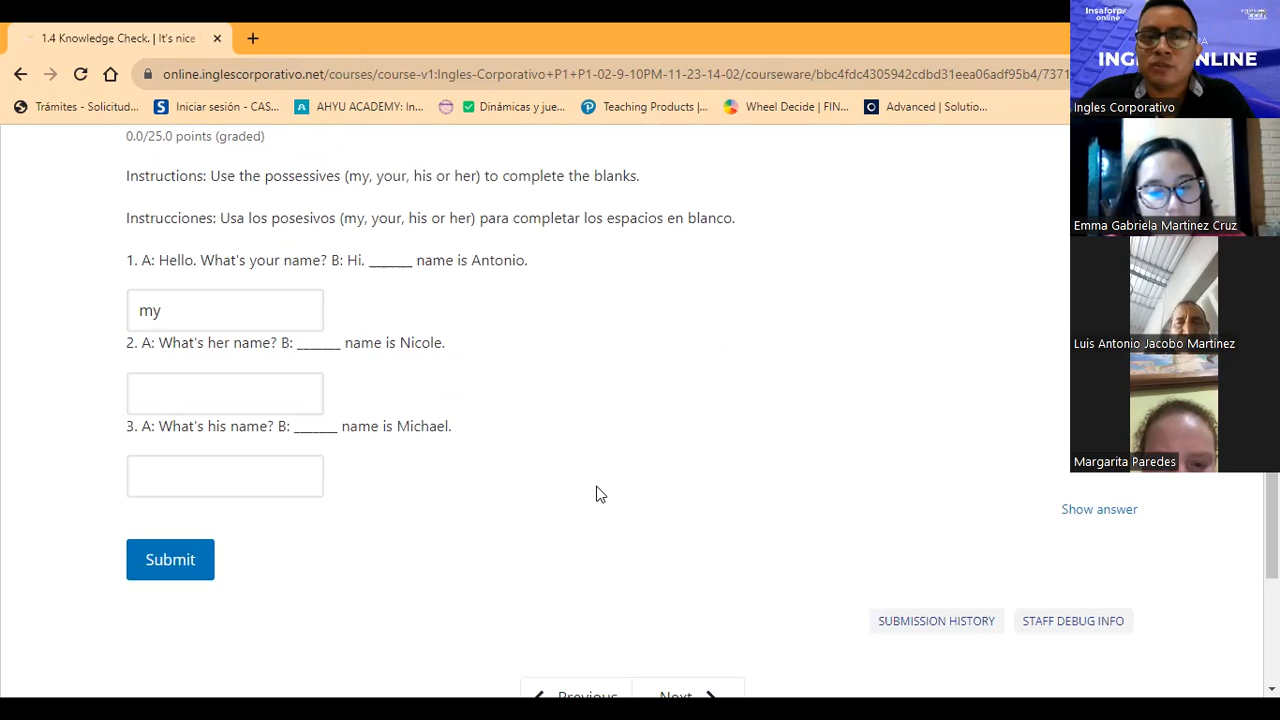 1.4 Knowledge Check. | It's nice
online.inglescorporativo.net/courses/course-v1:Ingles-Corporativo+P1+P1-02-9-10PM-11-23-14-02/courseware/bbc4fdc4305942cdbd31eea06adf95b4/7371
Trámites - Solicitud...
Iniciar sesión - CAS...
AHYU ACADEMY: In...
Dinámicas y jue...
Teaching Products |...
Wheel Decide | FIN...
Advanced | Solutio...
0.0/25.0 points (graded)
Instructions: Use the possessives (my, your, his or her) to complete the blanks.
Instrucciones: Usa los posesivos (my, your, his or her) para completar los espacios en blanco.
1. A: Hello. What's your name? B: Hi. _______ name is Antonio.
my
2. A: What's her name? B: _______ name is Nicole.
3. A: What's his name? B: _______ name is Michael.
Show answer
Submit
SUBMISSION HISTORY
STAFF DEBUG INFO
Previous
Next
Insaforp
online
ING
NLINE
Ingles Corporativo
Emma Gabriela Martinez Cruz
Luis Antonio Jacobo Martinez
Margarita Paredes